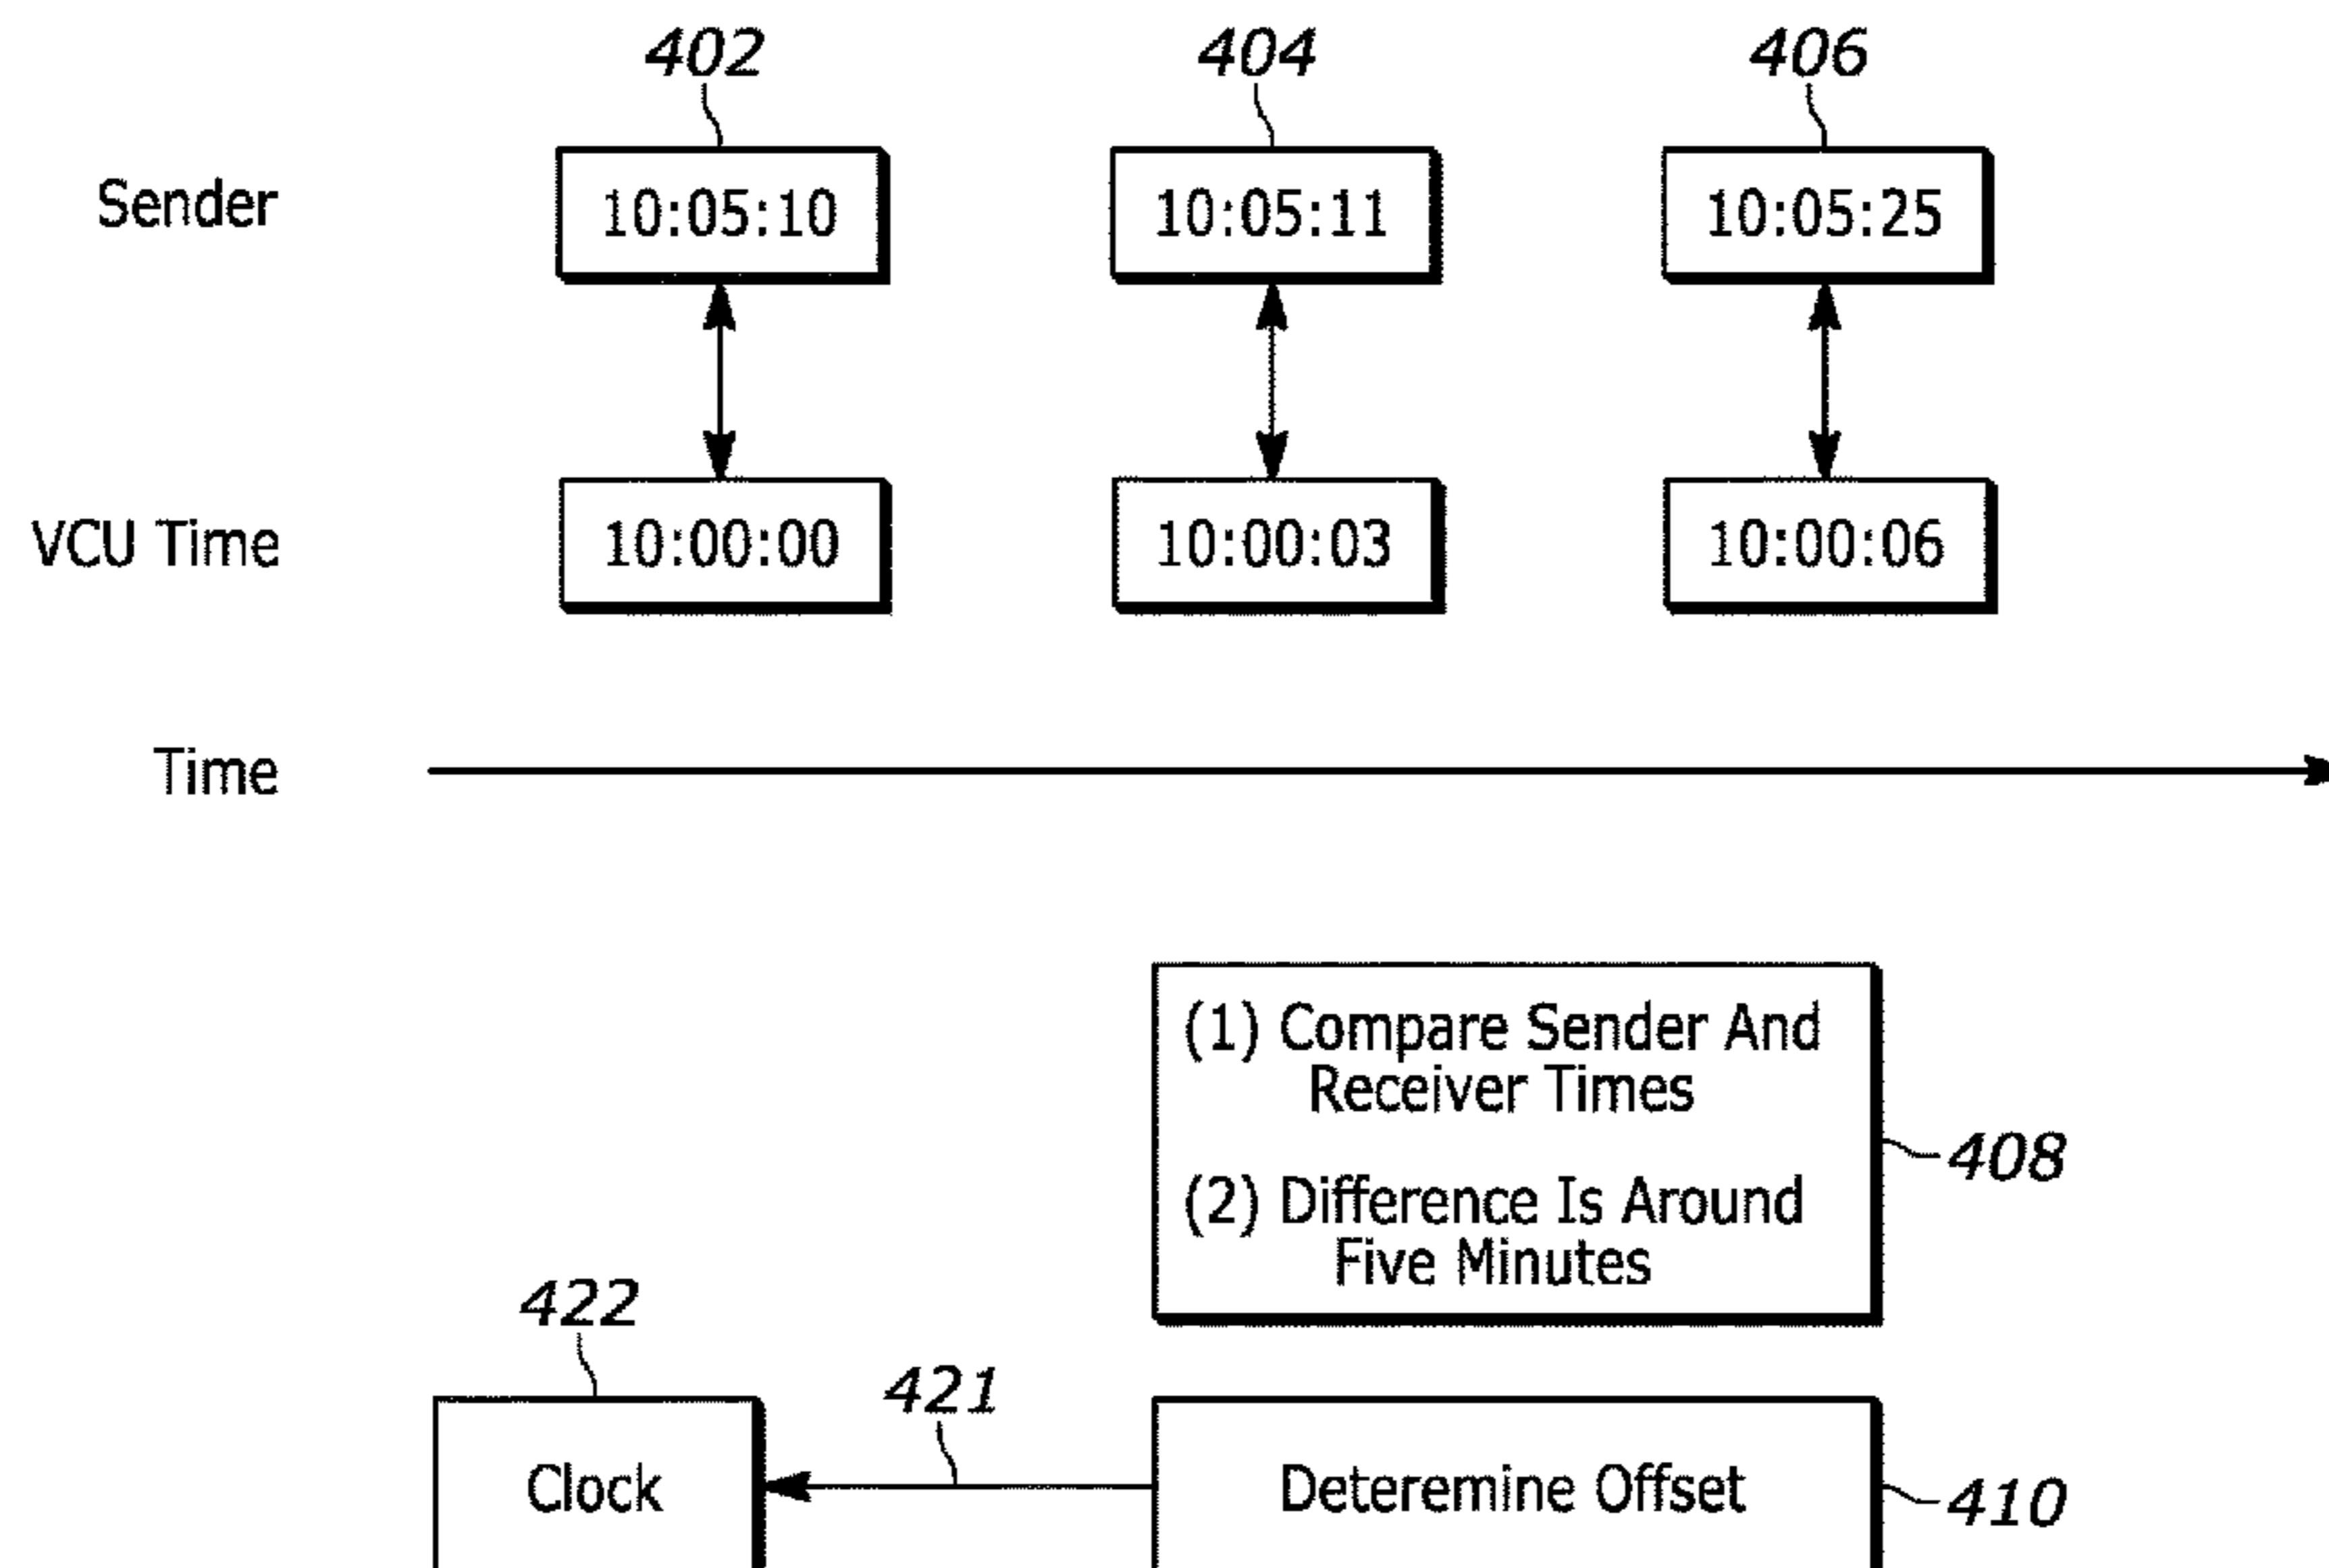 402 404 406
Sender 10:05:10 10:05:11 10:05:25
VCU Time 10:00:00 10:00:03 10:00:06
Time
(1) Compare Sender And
Receiver Times
408
(2) Difference Is Around
Five Minutes
422
421
Clock Deteremine Offset 410